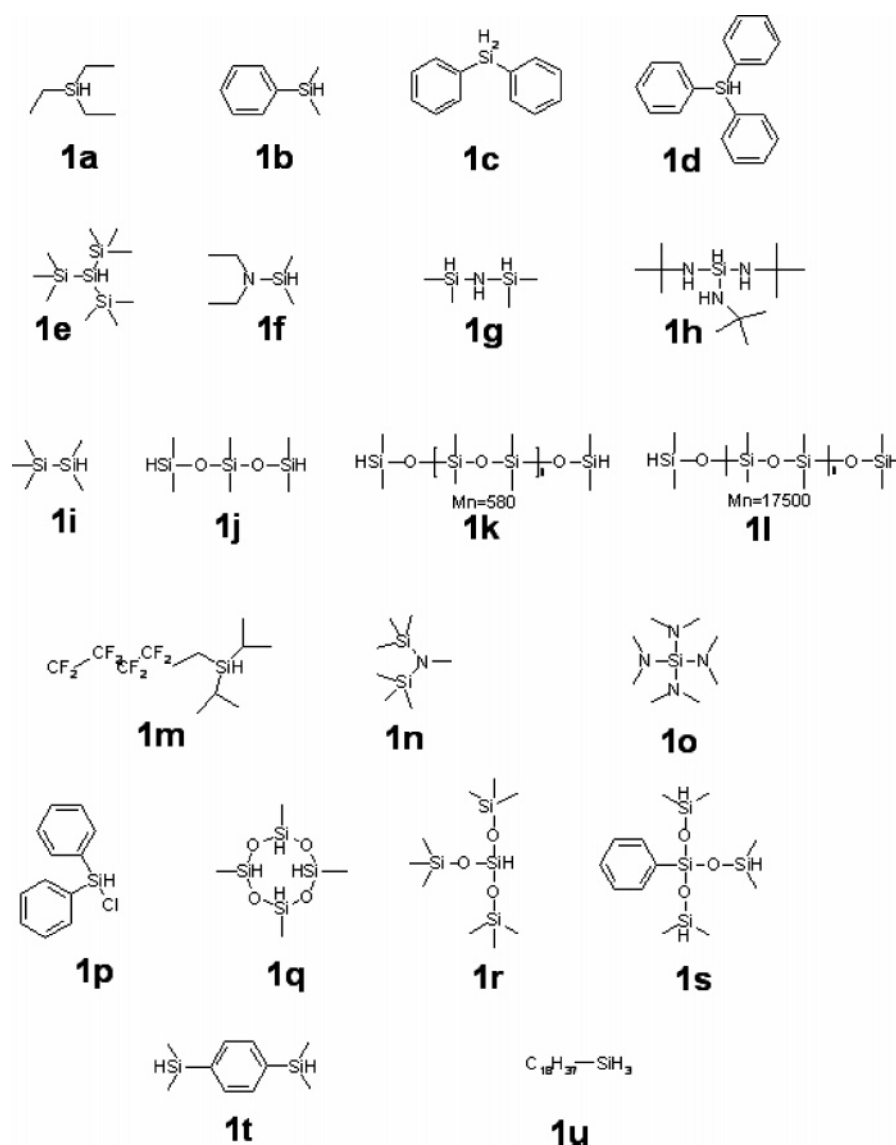 H₂
SiH SiH Si SiH
1a 1b 1c 1d
Si H H H
Si SiH N SiH Si N Si NH Si NH
Si H HN
1e 1f 1g 1h
Si SiH HSi O Si O SiH HSi O Si O Si O SiH HSi O Si O Si O SiH
Mn=580 Mn=17500
1i 1j 1k 1l
CF₂ CF₂ CF₂ CF₂ SiH
1m
Si N Si
1n
N N Si N N
1o
SiH Cl
1p
O Si H O SiH HSi O H Si O
1q
Si O Si O SiH O Si
1r
H Si O Si O SiH O Si H
1s
HSi SiH C₁₈H₃₇ SiH₃
1t 1u